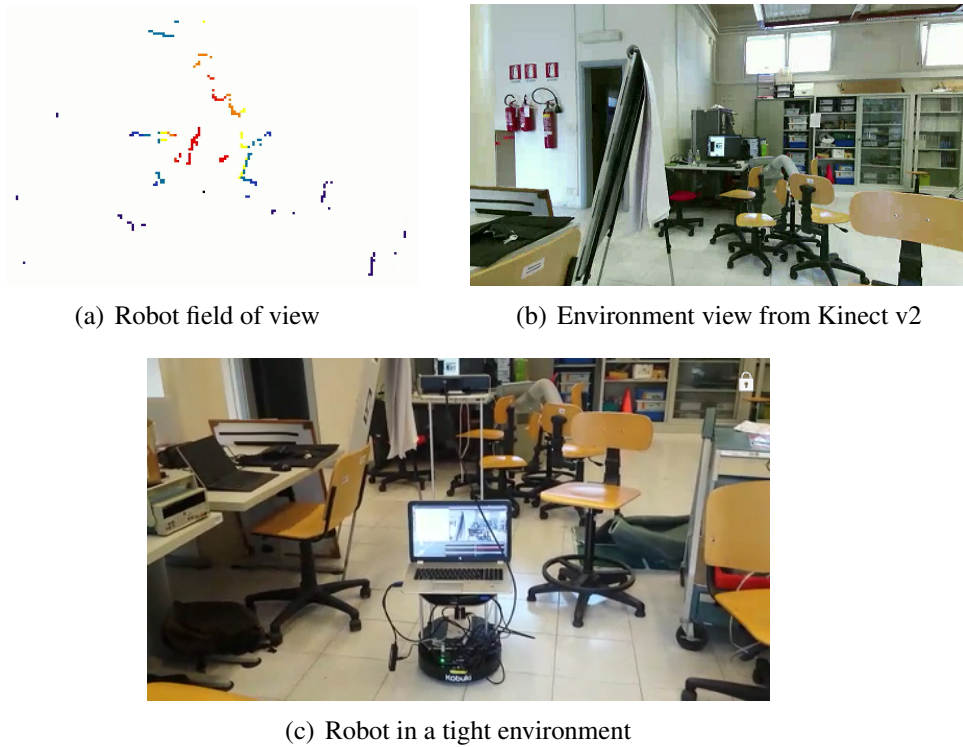 (a) Robot field of view
(b) Environment view from Kinect v2
Kobuki
(c) Robot in a tight environment